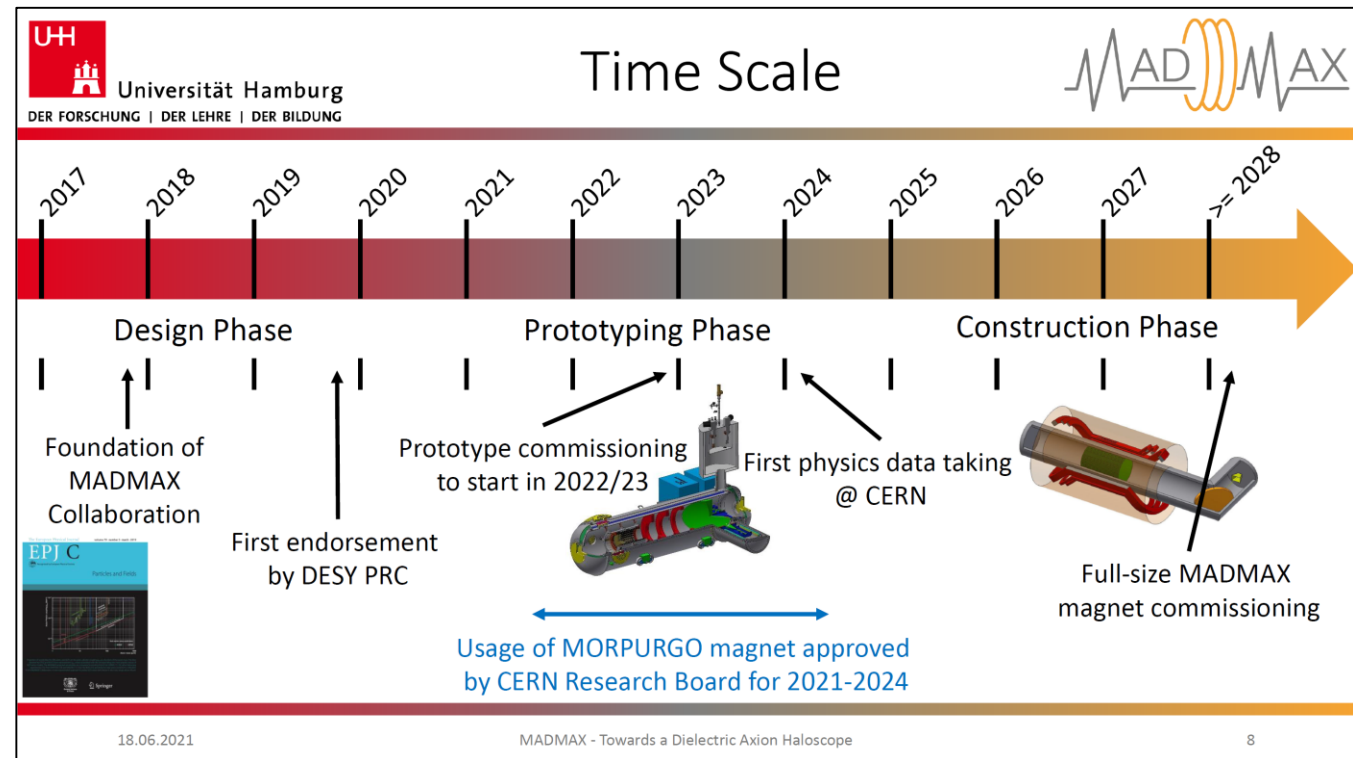 UHH
Universität Hamburg
DER FORSCHUNG | DER LEHRE | DER BILDUNG
Time Scale
MADMAX
2017
2018
2019
2020
2021
2022
2023
2024
2025
2026
2027
>= 2028
Design Phase
Prototyping Phase
Construction Phase
Foundation of
MADMAX
Collaboration
First endorsement
by DESY PRC
Prototype commissioning
to start in 2022/23
First physics data taking
@ CERN
Full-size MADMAX
magnet commissioning
EPJ C
Particles and Fields
Springer
Usage of MORPURGO magnet approved
by CERN Research Board for 2021-2024
18.06.2021
MADMAX - Towards a Dielectric Axion Haloscope
8